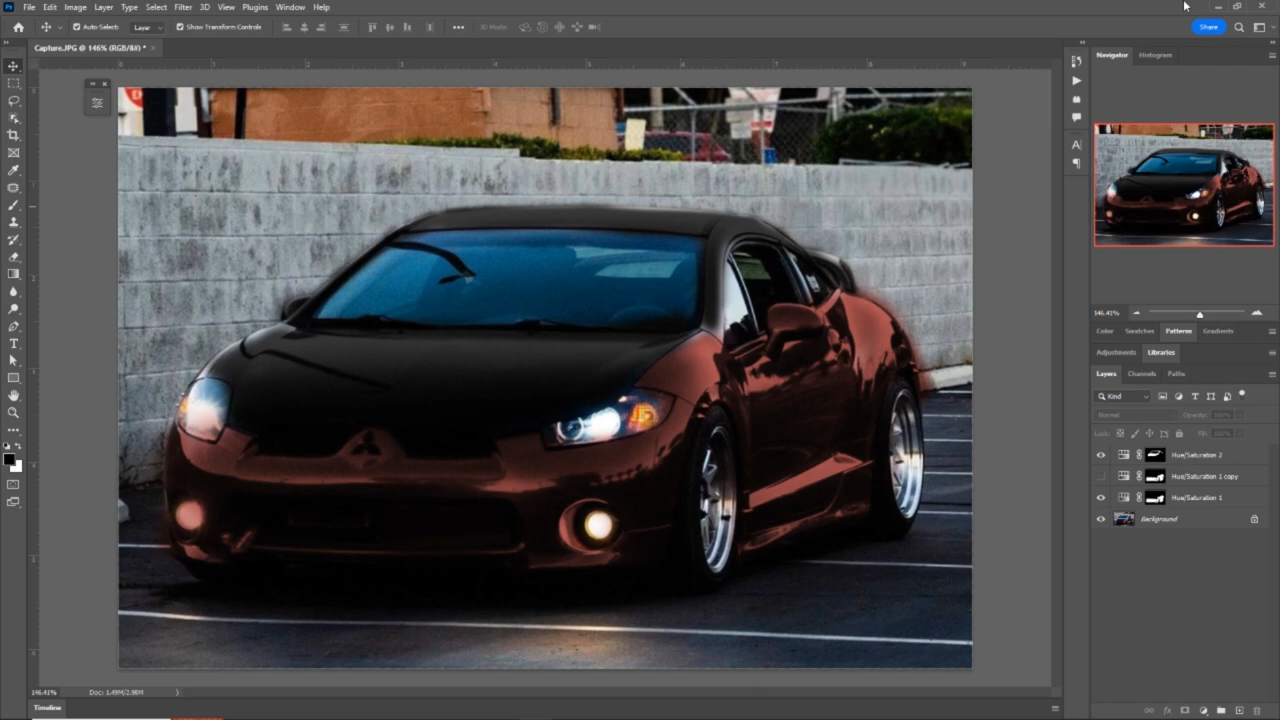 Ps File Edit Image Layer Type Select Filter 3D View Plugins Window Help
Auto-Select: Layer Show Transform Controls 3D Mode: Share
Capture.JPG @ 146% (RGB/8#) *
Navigator Histogram
146.41%
Color Swatches Patterns Gradients
Adjustments Libraries
Layers Channels Paths
Kind
Normal Opacity: 100%
Lock: Fill: 100%
Hue/Saturation 2
Hue/Saturation 1 copy
Hue/Saturation 1
Background
146.41% Doc: 1.49M/2.98M
Timeline